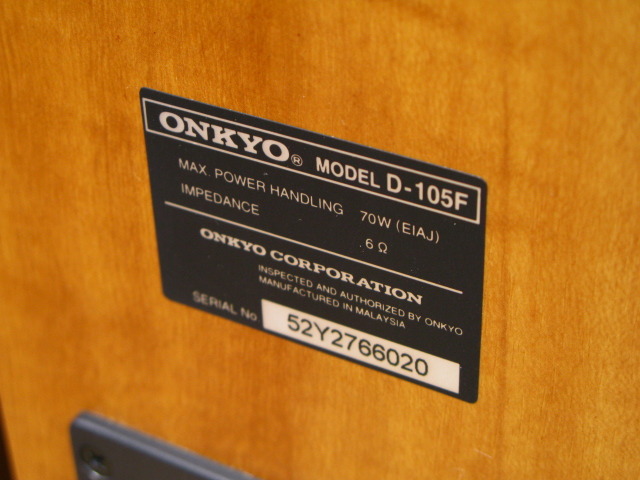 ONKYO® MODEL D-105F
MAX. POWER HANDLING 70W (EIAJ)
IMPEDANCE 6 Ω
ONKYO CORPORATION
INSPECTED AND AUTHORIZED BY ONKYO
MANUFACTURED IN MALAYSIA
SERIAL No 52Y2766020